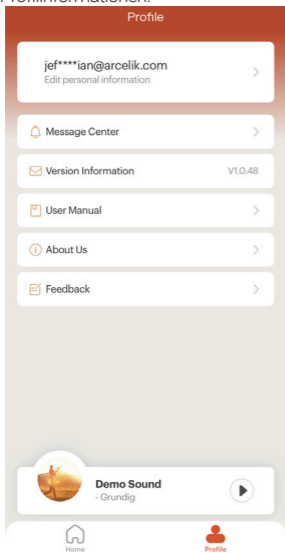 Profilinformationen.
Profile
jef****ian@arcelik.com
Edit personal information
Message Center
Version Information V1.0.48
User Manual
About Us
Feedback
Demo Sound
- Grundig
Home Profile